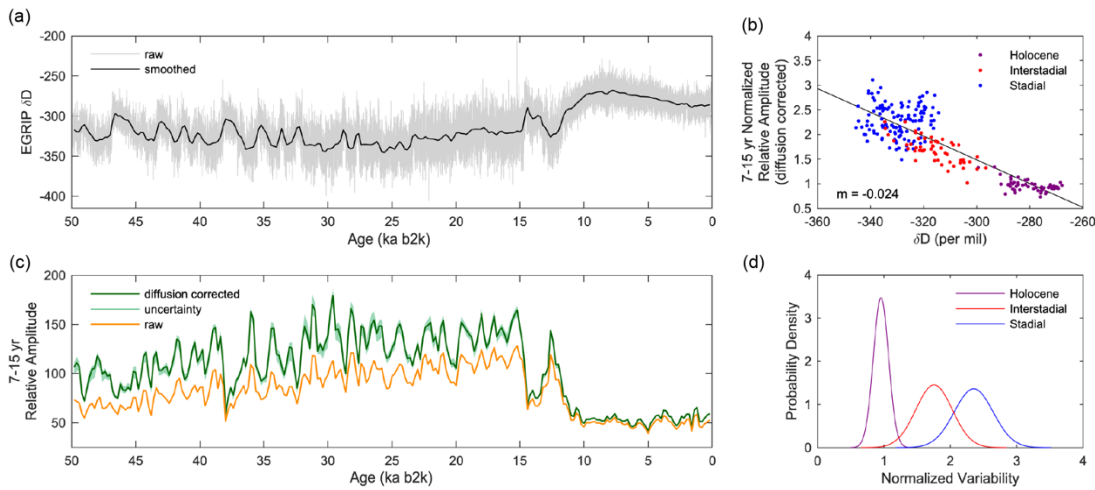 (a)
-200
-250
-300
-350
-400
EGRIP δD
raw
smoothed
50 45 40 35 30 25 20 15 10 5 0
Age (ka b2k)
(b)
4
3.5
3
2.5
2
1.5
1
0.5
7-15 yr Normalized
Relative Amplitude
(diffusion corrected)
Holocene
Interstadial
Stadial
m = -0.024
-360 -340 -320 -300 -280 -260
δD (per mil)
(c)
200
150
100
50
7-15 yr
Relative Amplitude
diffusion corrected
uncertainty
raw
50 45 40 35 30 25 20 15 10 5 0
Age (ka b2k)
(d)
4
3
2
1
0
Probability Density
Holocene
Interstadial
Stadial
0 1 2 3 4
Normalized Variability